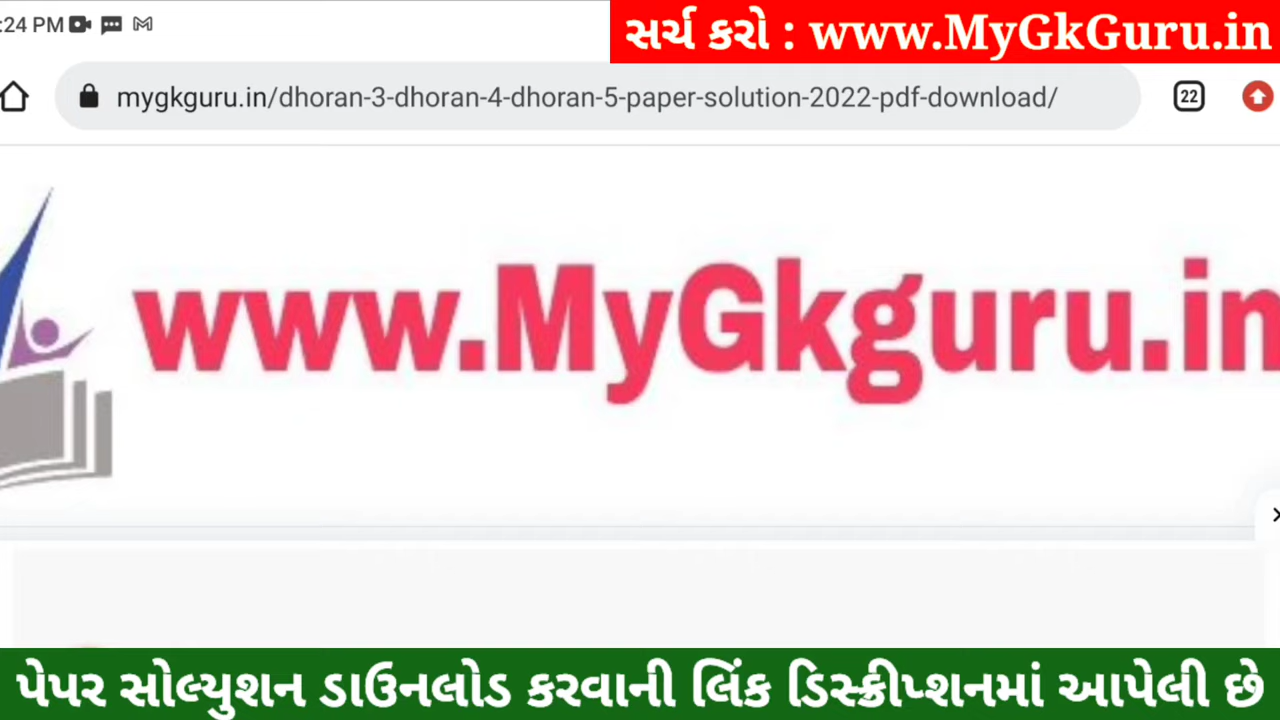 :24 PM
સર્ચ કરો : www.MyGkGuru.in
mygkguru.in/dhoran-3-dhoran-4-dhoran-5-paper-solution-2022-pdf-download/
22
www.MyGkguru.in
પેપર સોલ્યુશન ડાઉનલોડ કરવાની લિંક ડિસ્ક્રીપ્શનમાં આપેલી છે